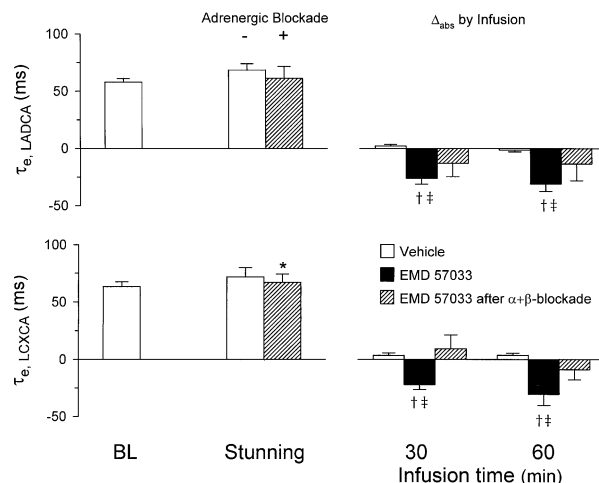 Adrenergic Blockade
- +
Δabs by Infusion
τe, LADCA (ms)
100
50
0
-50
†‡
†‡
τe, LCXCA (ms)
100
50
0
-50
*
Vehicle
EMD 57033
EMD 57033 after α+β-blockade
†‡
†‡
BL
Stunning
30
60
Infusion time (min)